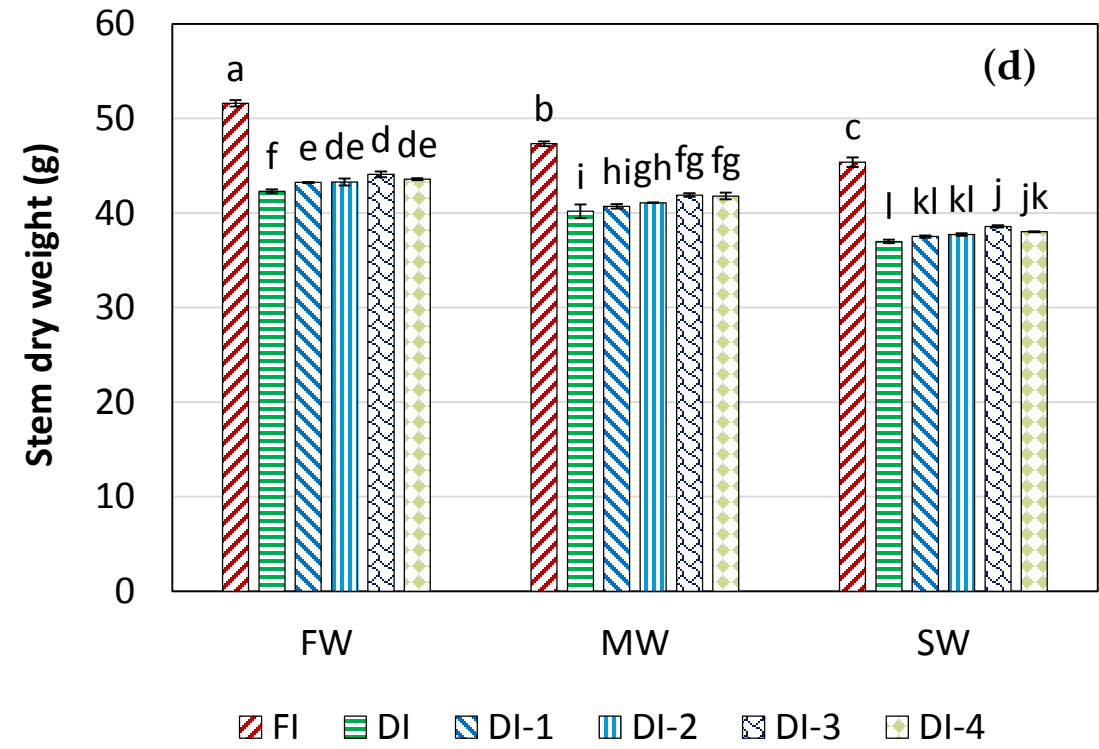 (d)
Stem dry weight (g)
60
50
40
30
20
10
0
a
f
e
de
d
de
b
i
hi
gh
fg
fg
c
l
kl
kl
j
jk
FW
MW
SW
FI
DI
DI-1
DI-2
DI-3
DI-4